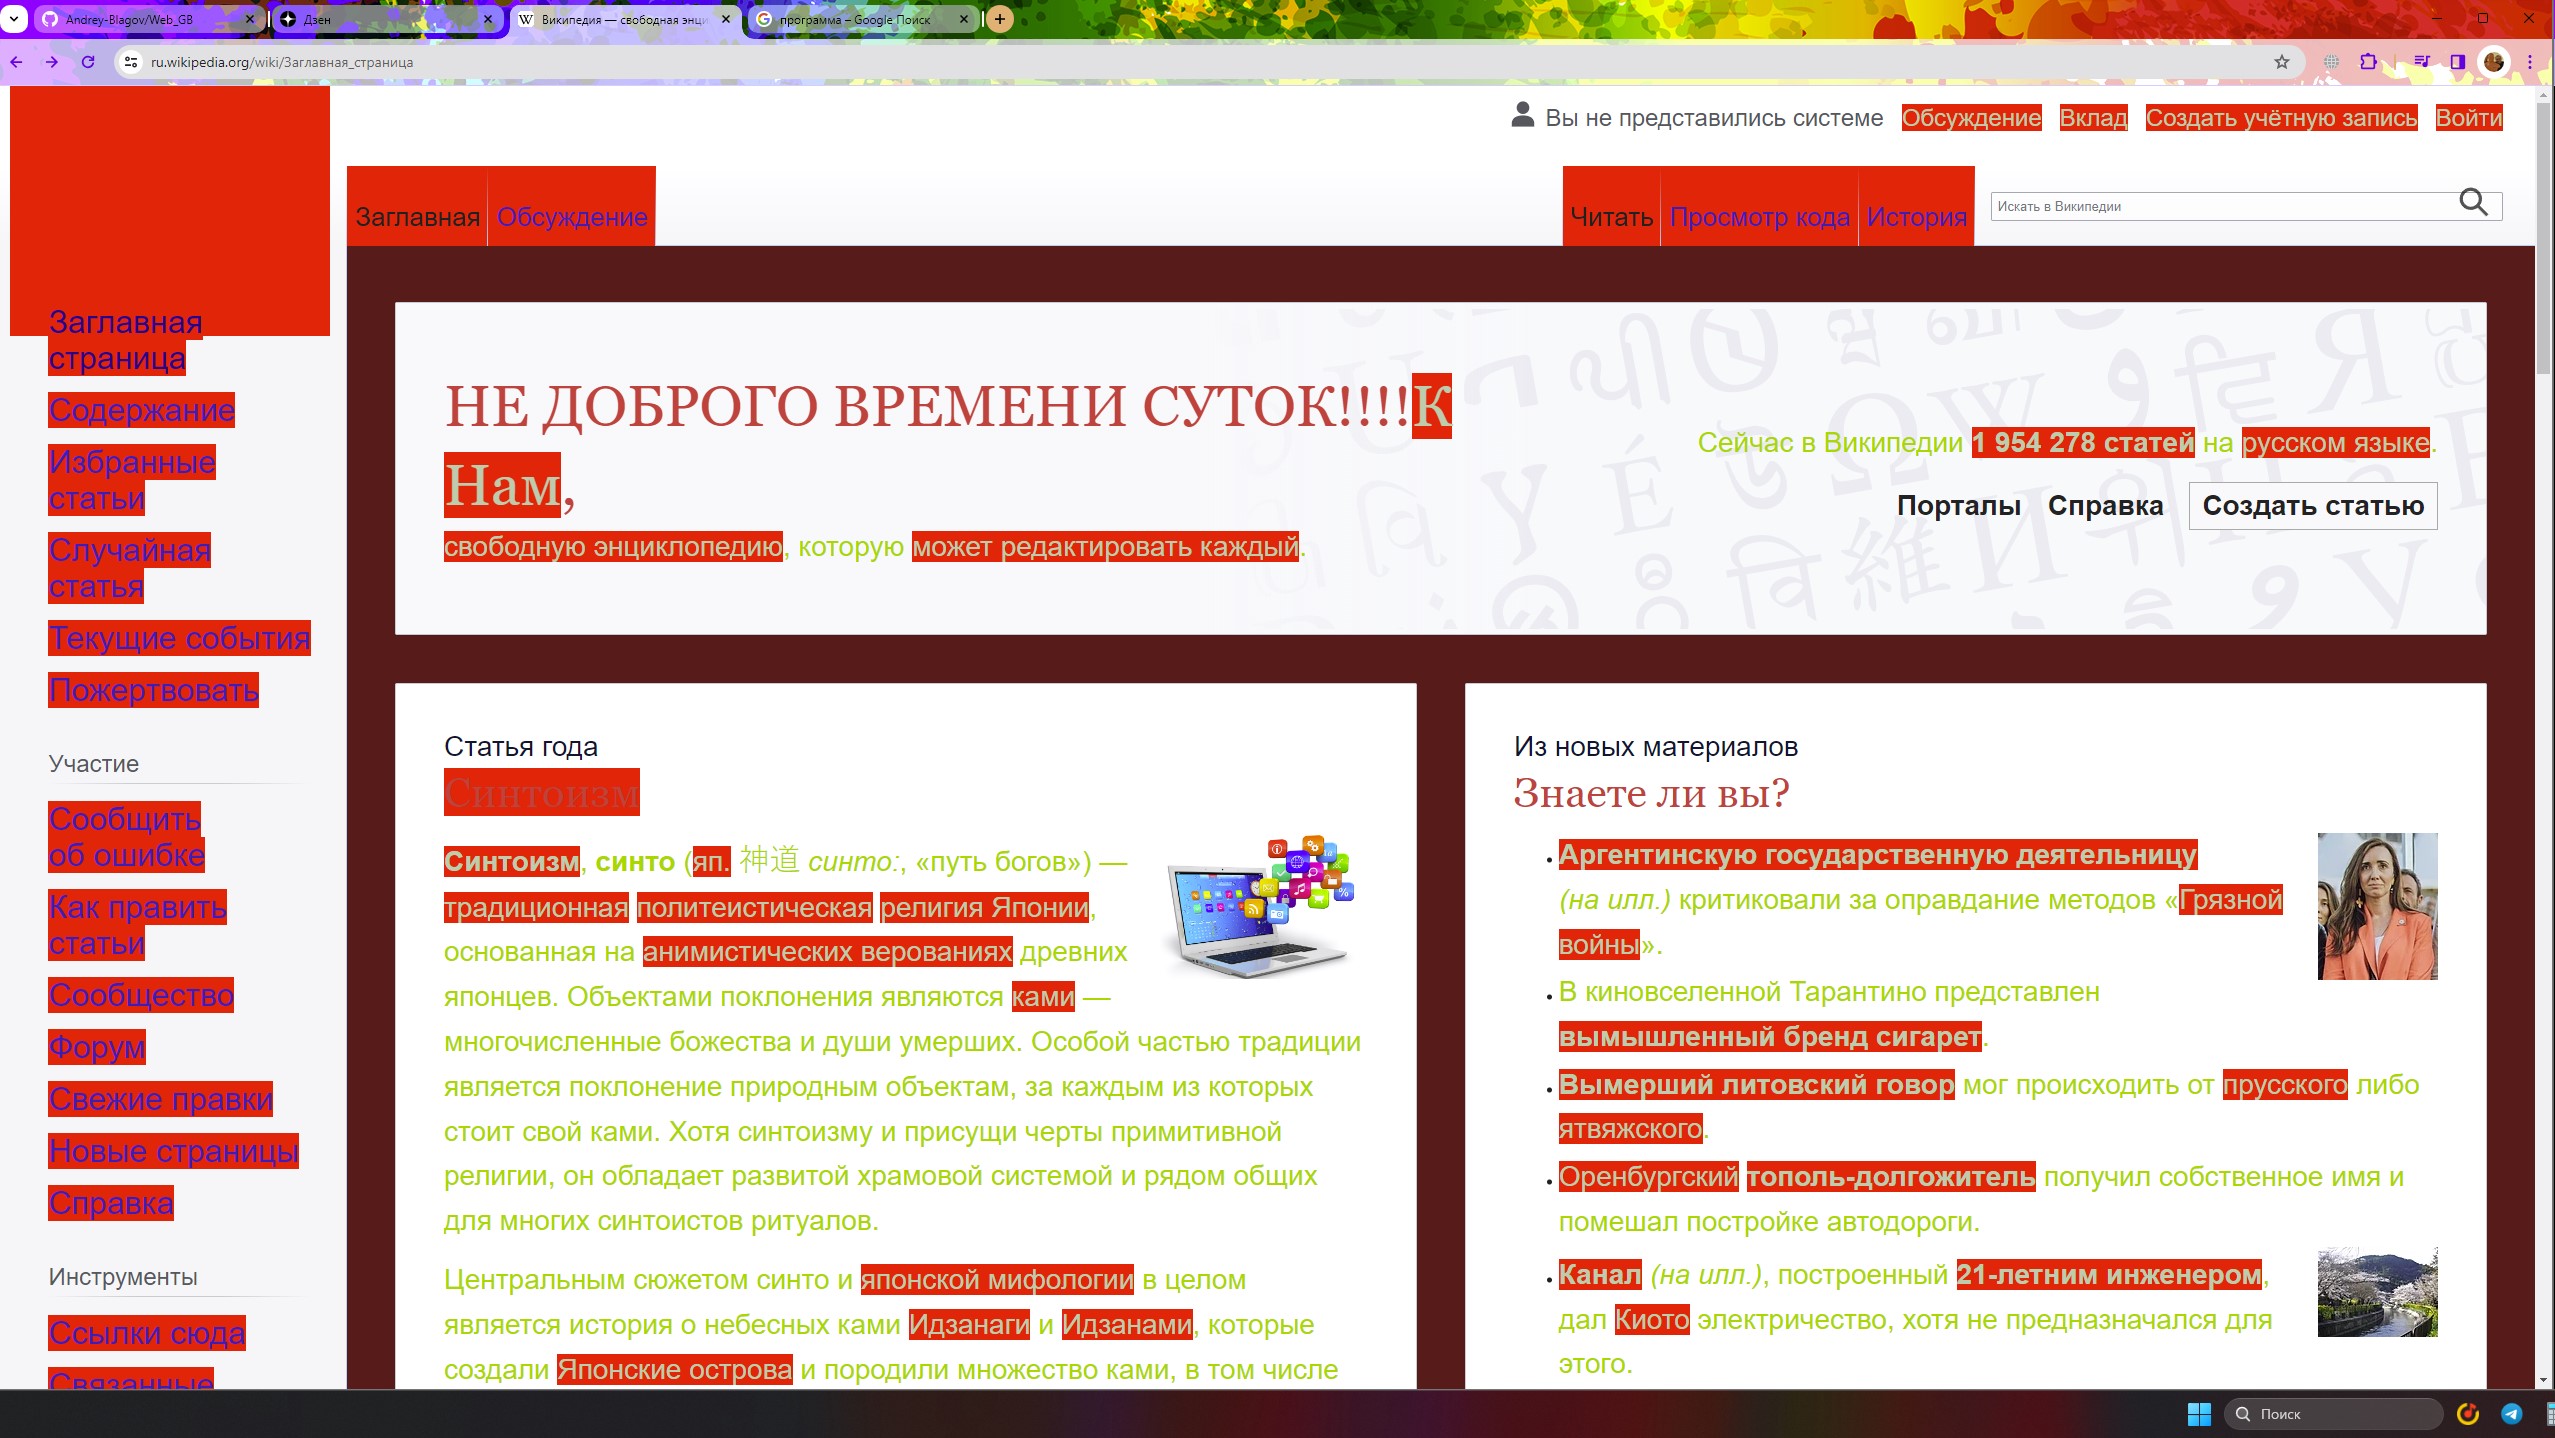 Andrey-Blagov/Web_GB
Дзен
Википедия — свободная энци
программа – Google Поиск
ru.wikipedia.org/wiki/Заглавная_страница
Вы не представились системе Обсуждение Вклад Создать учётную запись Войти
Заглавная Обсуждение Читать Просмотр кода История
Искать в Википедии
Заглавная
страница
Содержание
Избранные
статьи
Случайная
статья
Текущие события
Пожертвовать
Участие
Сообщить
об ошибке
Как править
статьи
Сообщество
Форум
Свежие правки
Новые страницы
Справка
Инструменты
Ссылки сюда
Связанные
НЕ ДОБРОГО ВРЕМЕНИ СУТОК!!!!К
Нам,
свободную энциклопедию, которую может редактировать каждый.
Сейчас в Википедии 1 954 278 статей на русском языке.
Порталы Справка Создать статью
Статья года
Синтоизм
Синтоизм, синто (яп. 神道 синто:, «путь богов») —
традиционная политеистическая религия Японии,
основанная на анимистических верованиях древних
японцев. Объектами поклонения являются ками —
многочисленные божества и души умерших. Особой частью традиции
является поклонение природным объектам, за каждым из которых
стоит свой ками. Хотя синтоизму и присущи черты примитивной
религии, он обладает развитой храмовой системой и рядом общих
для многих синтоистов ритуалов.
Центральным сюжетом синто и японской мифологии в целом
является история о небесных ками Идзанаги и Идзанами, которые
создали Японские острова и породили множество ками, в том числе
Из новых материалов
Знаете ли вы?
Аргентинскую государственную деятельницу
(на илл.) критиковали за оправдание методов «Грязной
войны».
В киновселенной Тарантино представлен
вымышленный бренд сигарет.
Вымерший литовский говор мог происходить от прусского либо
ятвяжского.
Оренбургский тополь-долгожитель получил собственное имя и
помешал постройке автодороги.
Канал (на илл.), построенный 21-летним инженером,
дал Киото электричество, хотя не предназначался для
этого.
Поиск